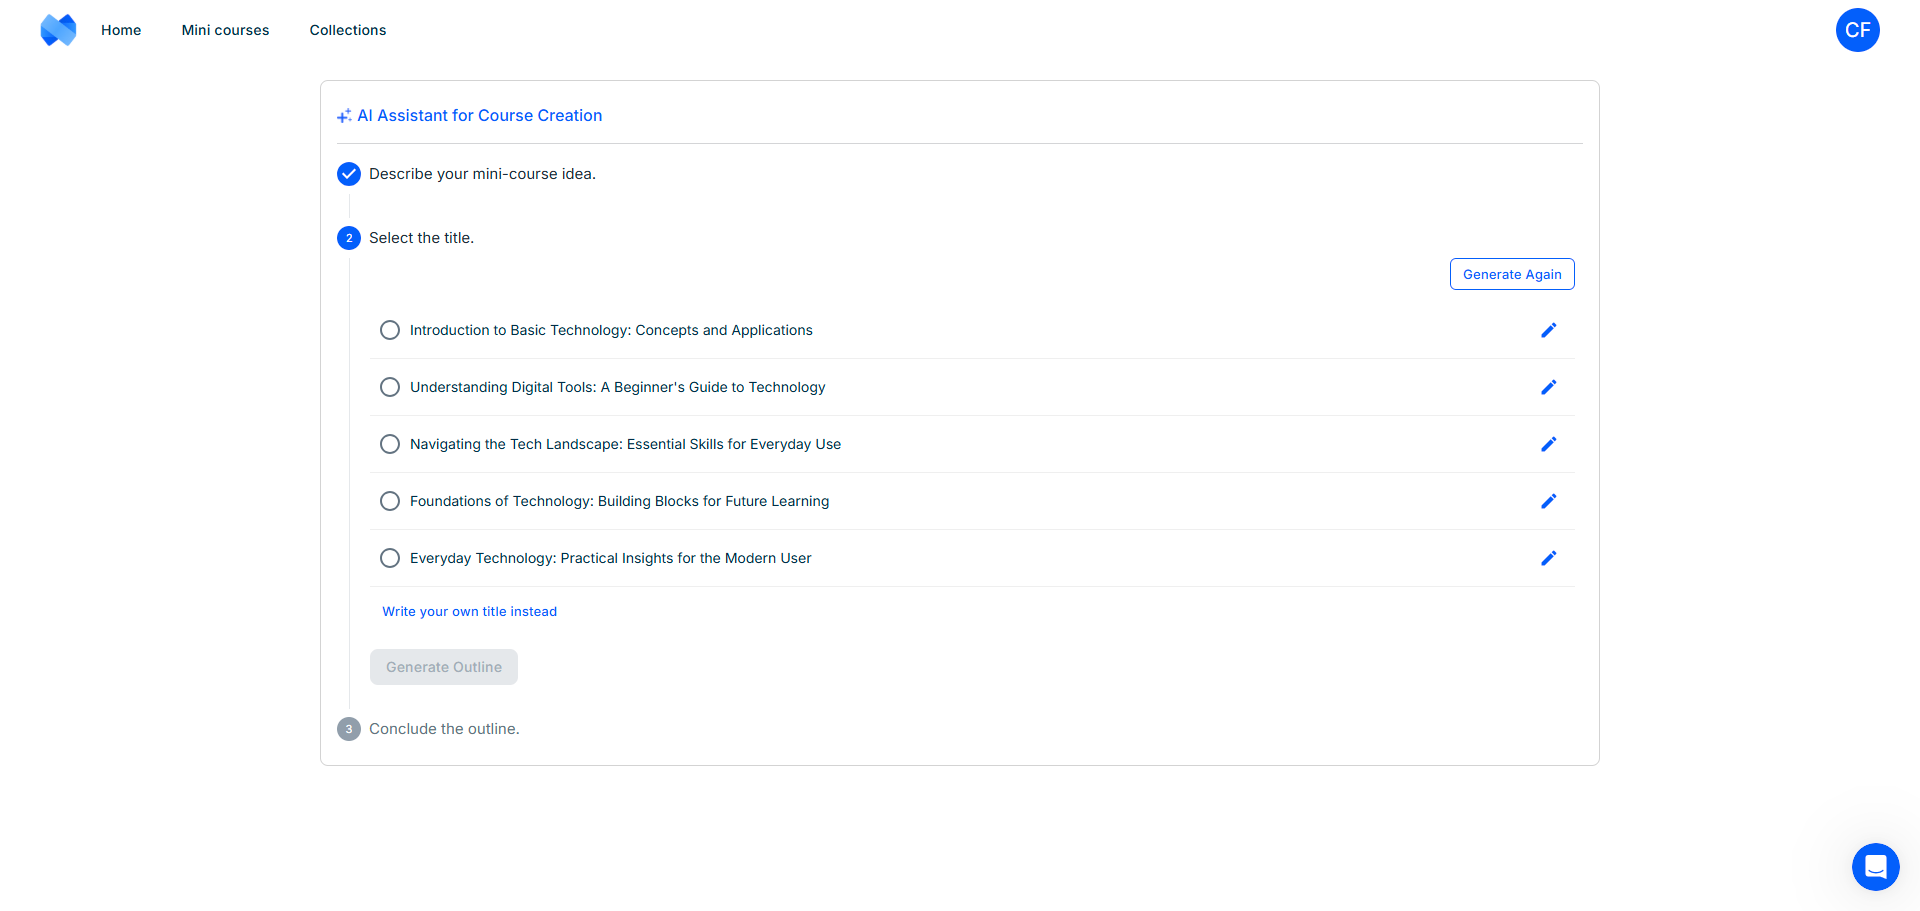 Home
Mini courses
Collections
CF
AI Assistant for Course Creation
Describe your mini-course idea.
2
Select the title.
Generate Again
Introduction to Basic Technology: Concepts and Applications
Understanding Digital Tools: A Beginner's Guide to Technology
Navigating the Tech Landscape: Essential Skills for Everyday Use
Foundations of Technology: Building Blocks for Future Learning
Everyday Technology: Practical Insights for the Modern User
Write your own title instead
Generate Outline
3
Conclude the outline.